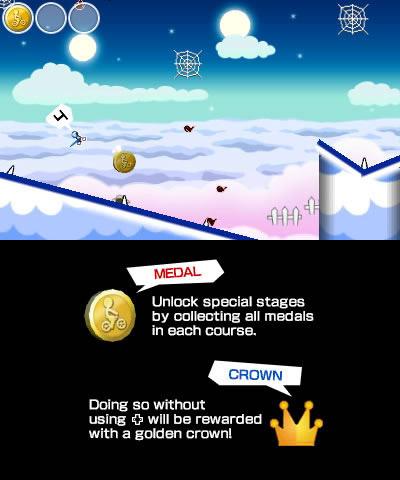 MEDAL
Unlock special stages
by collecting all medals
in each course.
CROWN
Doing so without
using ✚ will be rewarded
with a golden crown!